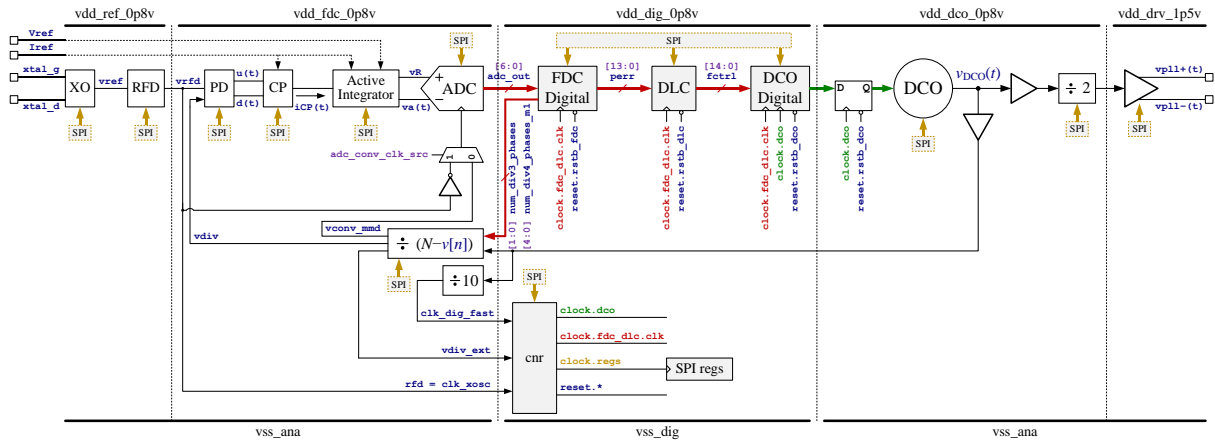 vdd_ref_0p8v
vdd_fdc_0p8v
vdd_dig_0p8v
vdd_dco_0p8v
vdd_drv_1p5v
Vref
Iref
xtal_g
xtal_d
XO
vref
RFD
vrfd
PD
u(t)
d(t)
CP
iCP(t)
Active
Integrator
vR
va(t)
+
−
ADC
SPI
[6:0]
adc_out
FDC
Digital
[13:0]
perr
DLC
[14:0]
fctrl
DCO
Digital
SPI
D
Q
DCO
vDCO(t)
÷ 2
vpll+(t)
vpll-(t)
SPI
SPI
SPI
SPI
SPI
SPI
SPI
SPI
adc_conv_clk_src
1
0
num_div3_phases
num_div4_phases_m1
[1:0]
[4:0]
clock.fdc_dlc.clk
reset.rstb_fdc
clock.fdc_dlc.clk
reset.rstb_dlc
clock.fdc_dlc.clk
clock.dco
reset.rstb_dco
clock.dco
reset.rstb_dco
vconv_mmd
vdiv
÷ (N−v[n])
SPI
÷10
SPI
clk_dig_fast
vdiv_ext
rfd = clk_xosc
cnr
clock.dco
clock.fdc_dlc.clk
clock.regs
SPI regs
reset.*
vss_ana
vss_dig
vss_ana